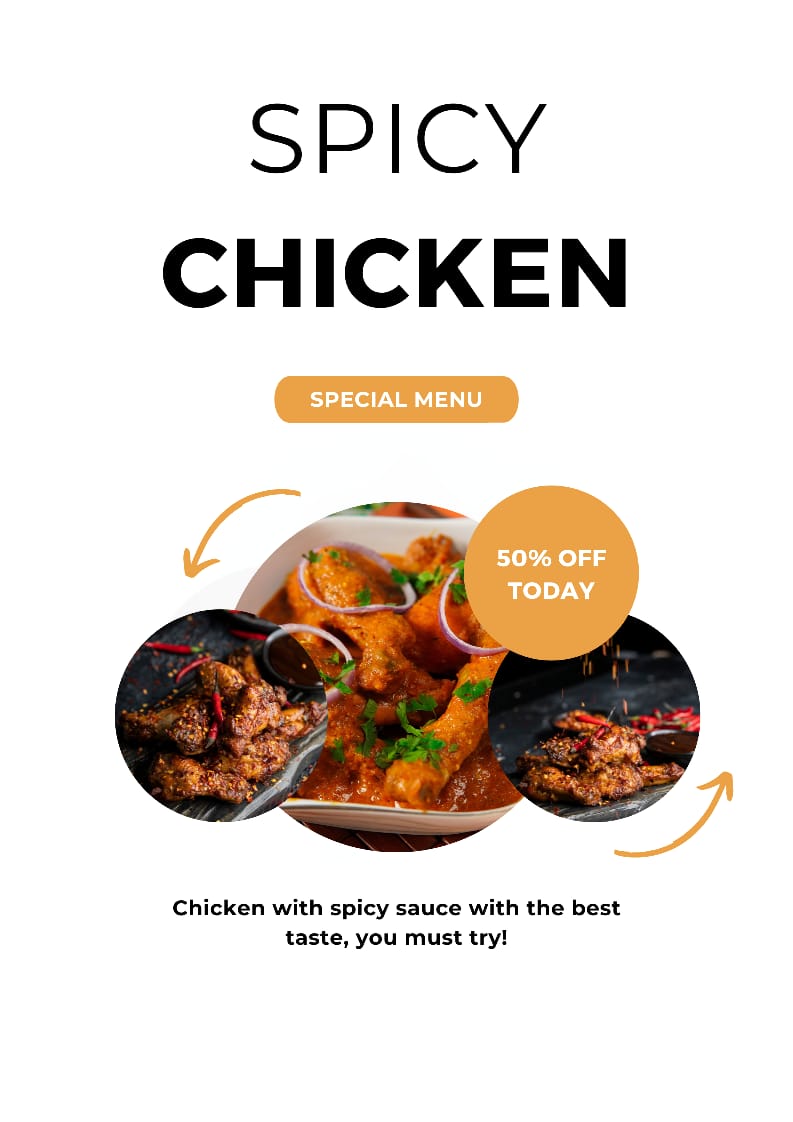 SPICY
CHICKEN
SPECIAL MENU
50% OFF
TODAY
Chicken with spicy sauce with the best
taste, you must try!